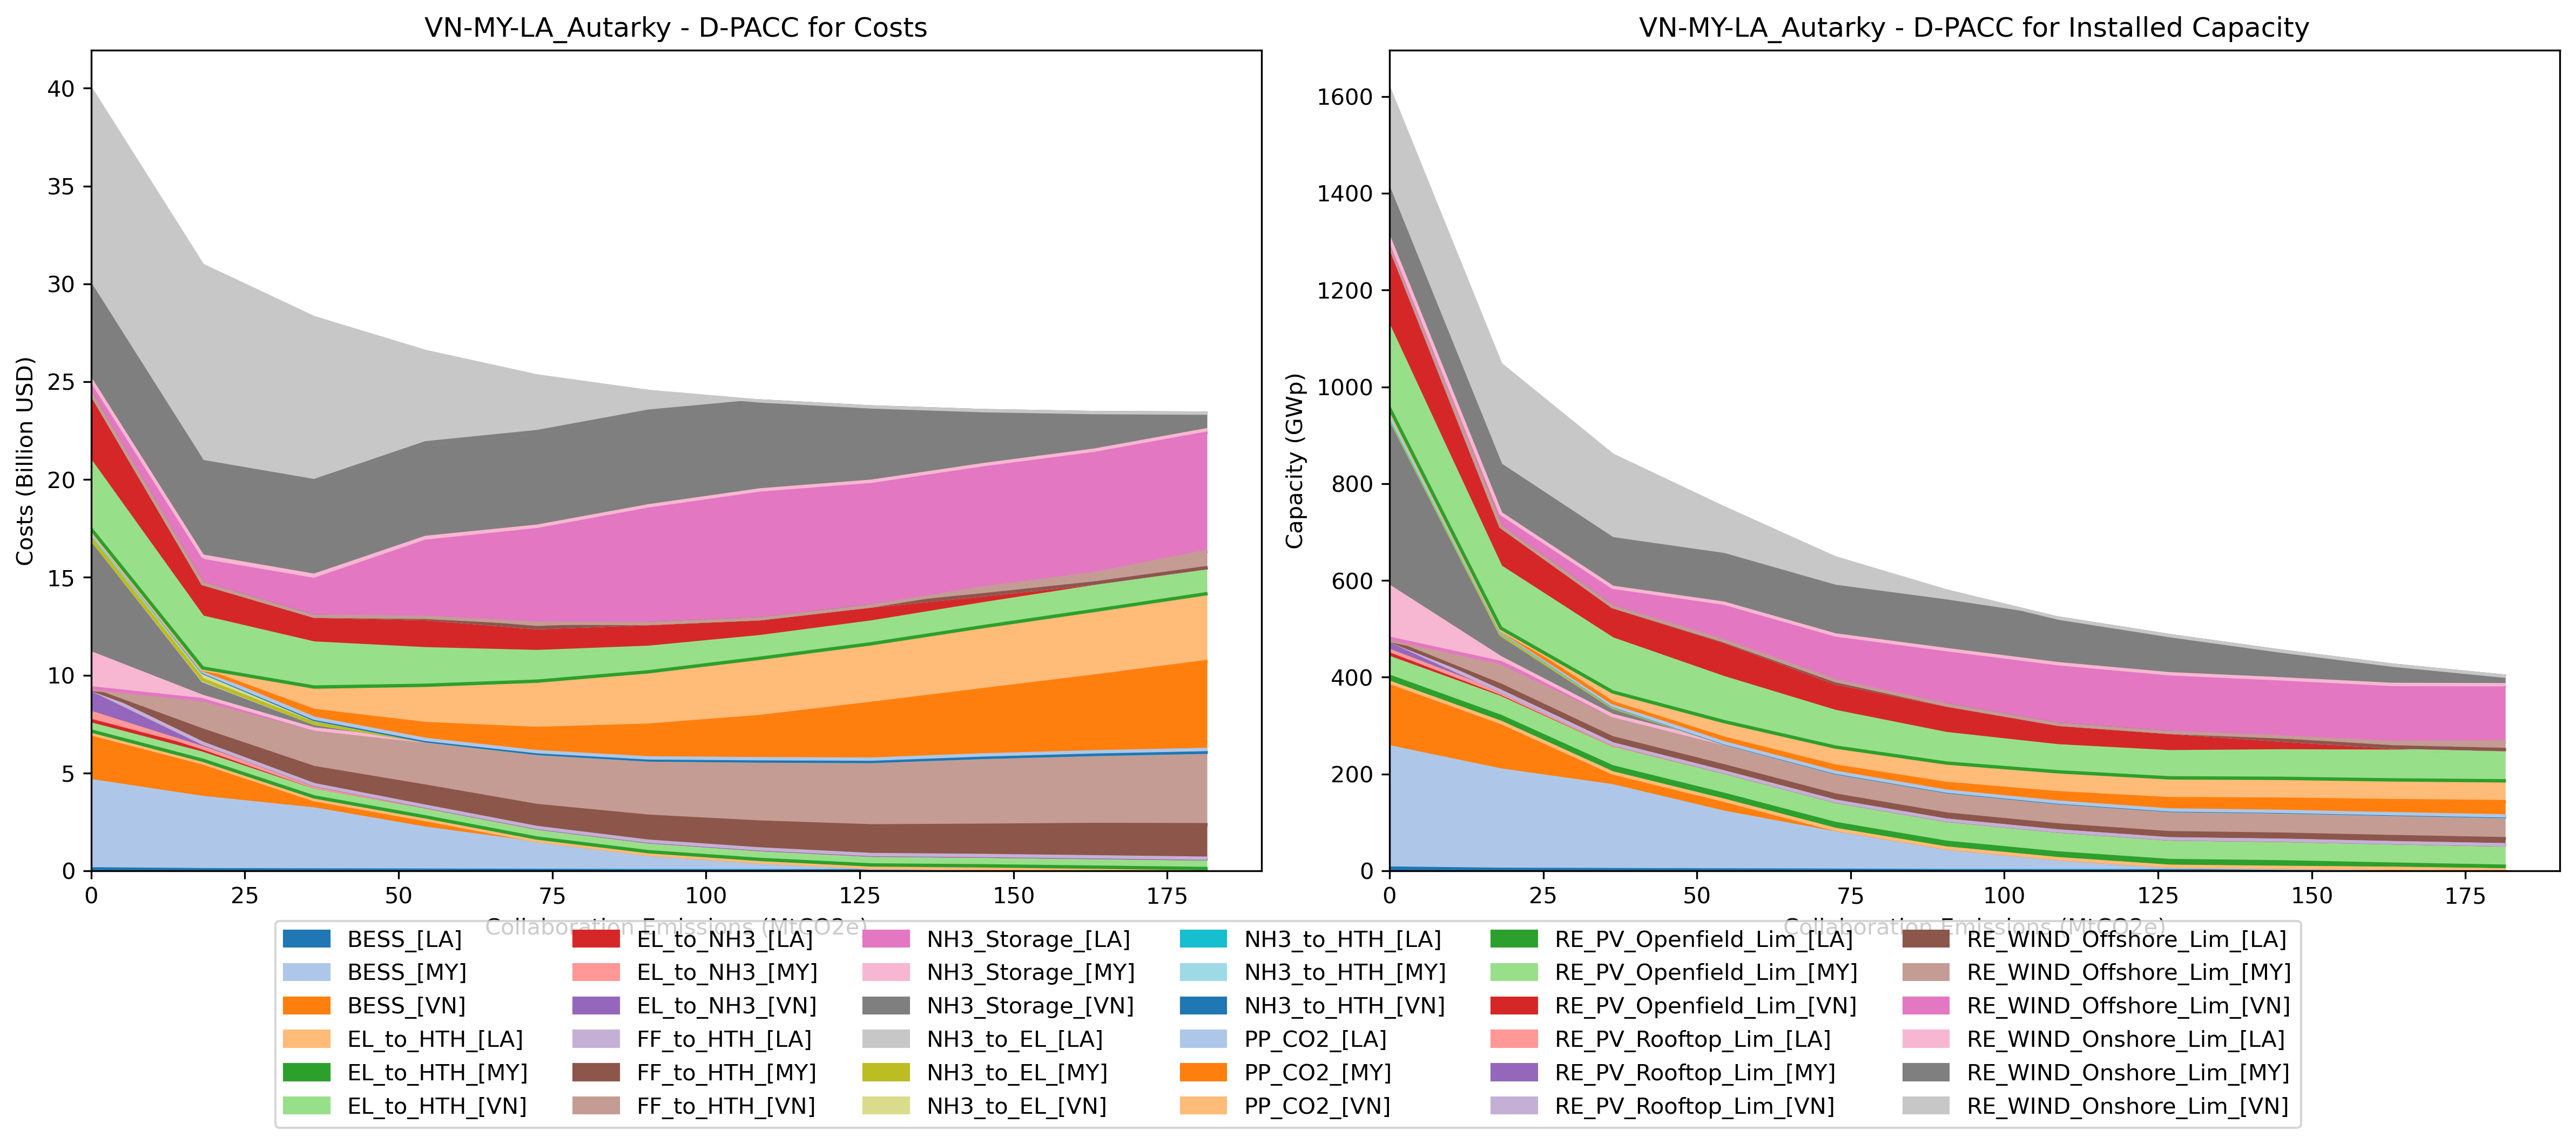 VN-MY-LA_Autarky - D-PACC for Costs
Costs (Billion USD)
40
35
30
25
20
15
10
5
0
0 25 50 75 100 125 150 175
Collaboration Emissions (MtCO2e)
VN-MY-LA_Autarky - D-PACC for Installed Capacity
Capacity (GWp)
1600
1400
1200
1000
800
600
400
200
0
0 25 50 75 100 125 150 175
Collaboration Emissions (MtCO2e)
BESS_[LA]
BESS_[MY]
BESS_[VN]
EL_to_HTH_[LA]
EL_to_HTH_[MY]
EL_to_HTH_[VN]
EL_to_NH3_[LA]
EL_to_NH3_[MY]
EL_to_NH3_[VN]
FF_to_HTH_[LA]
FF_to_HTH_[MY]
FF_to_HTH_[VN]
NH3_Storage_[LA]
NH3_Storage_[MY]
NH3_Storage_[VN]
NH3_to_EL_[LA]
NH3_to_EL_[MY]
NH3_to_EL_[VN]
NH3_to_HTH_[LA]
NH3_to_HTH_[MY]
NH3_to_HTH_[VN]
PP_CO2_[LA]
PP_CO2_[MY]
PP_CO2_[VN]
RE_PV_Openfield_Lim_[LA]
RE_PV_Openfield_Lim_[MY]
RE_PV_Openfield_Lim_[VN]
RE_PV_Rooftop_Lim_[LA]
RE_PV_Rooftop_Lim_[MY]
RE_PV_Rooftop_Lim_[VN]
RE_WIND_Offshore_Lim_[LA]
RE_WIND_Offshore_Lim_[MY]
RE_WIND_Offshore_Lim_[VN]
RE_WIND_Onshore_Lim_[LA]
RE_WIND_Onshore_Lim_[MY]
RE_WIND_Onshore_Lim_[VN]